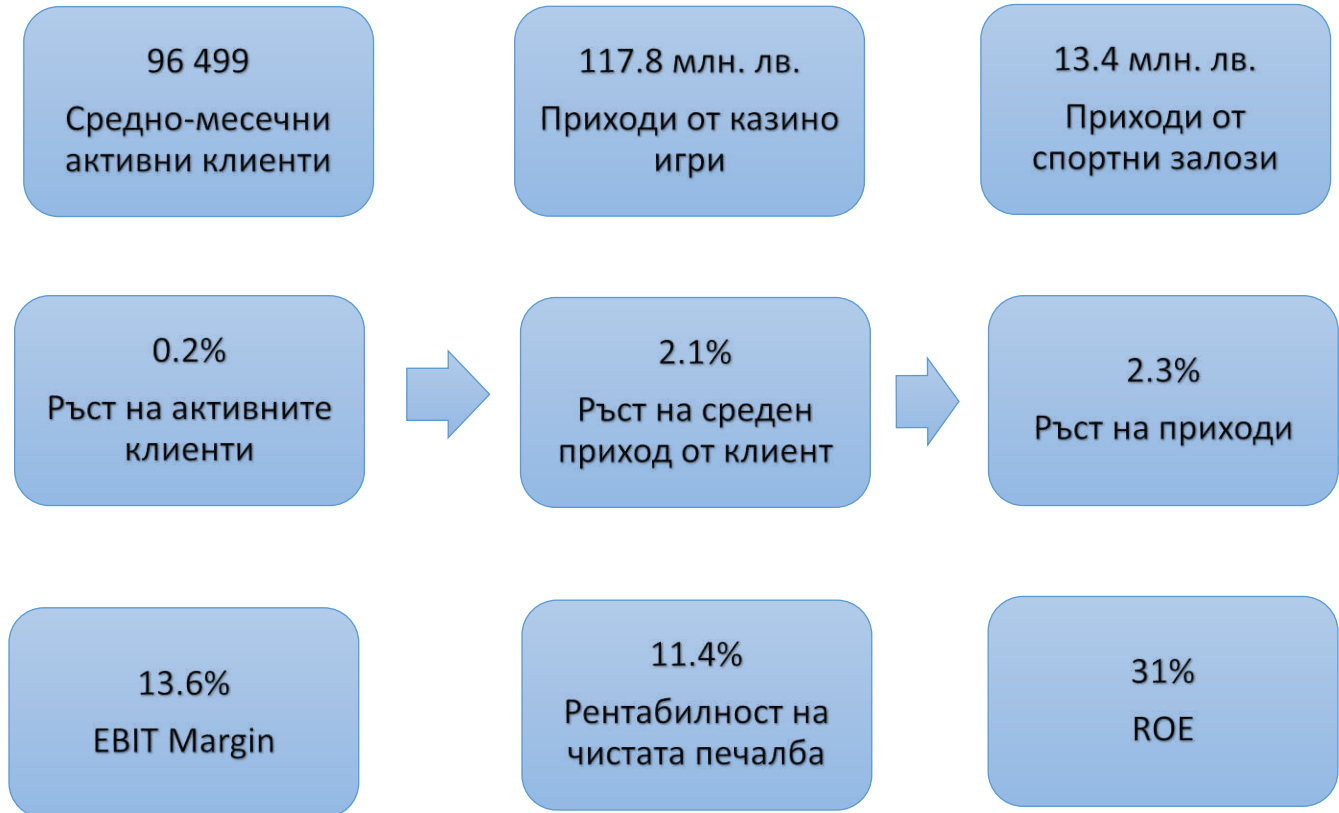 96 499
Средно-месечни
активни клиенти
117.8 млн. лв.
Приходи от казино
игри
13.4 млн. лв.
Приходи от
спортни залози
0.2%
Ръст на активните
клиенти
2.1%
Ръст на среден
приход от клиент
2.3%
Ръст на приходи
13.6%
EBIT Margin
11.4%
Рентабилност на
чистата печалба
31%
ROE